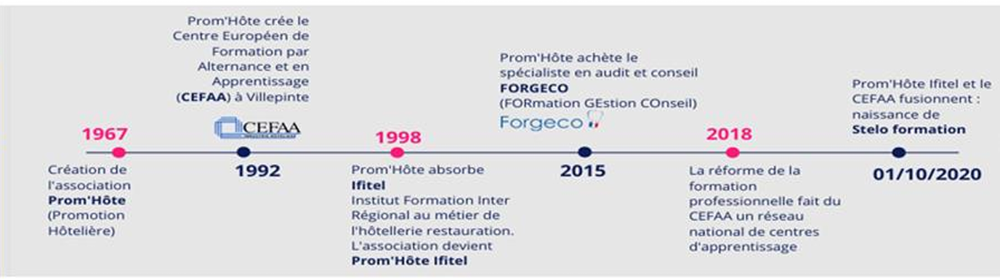 1967
Création de
l'association
Prom'Hôte
(Promotion
Hôtelière)
Prom'Hôte crée le
Centre Européen de
Formation par
Alternance et en
Apprentissage
(CEFAA) à Villepinte
CEFAA
1992
1998
Prom'Hôte absorbe
Ifitel
Institut Formation Inter
Régional au métier de
l'hôtellerie restauration.
L'association devient
Prom'Hôte Ifitel
Prom'Hôte achète le
spécialiste en audit et conseil
FORGECO
(FORmation GEstion COnseil)
Forgeco
2015
2018
La réforme de la
formation
professionnelle fait du
CEFAA un réseau
national de centres
d'apprentissage
Prom'Hôte Ifitel et le
CEFAA fusionnent :
naissance de
Stelo formation
01/10/2020